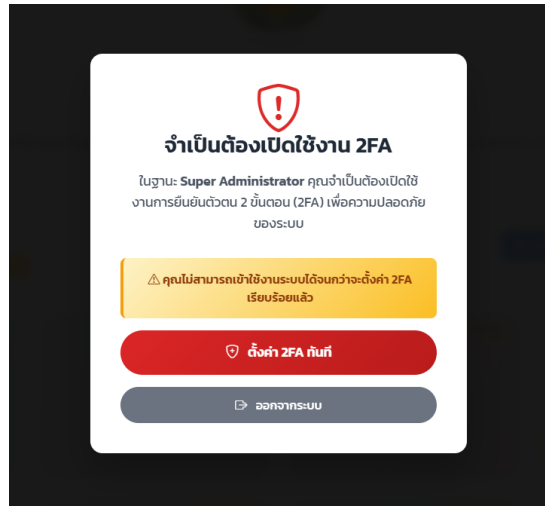 จำเป็นต้องเปิดใช้งาน 2FA
ในฐานะ Super Administrator คุณจำเป็นต้องเปิดใช้
งานการยืนยันตัวตน 2 ขั้นตอน (2FA) เพื่อความปลอดภัย
ของระบบ
⚠ คุณไม่สามารถเข้าใช้งานระบบได้จนกว่าจะตั้งค่า 2FA
เรียบร้อยแล้ว
ตั้งค่า 2FA ทันที
ออกจากระบบ